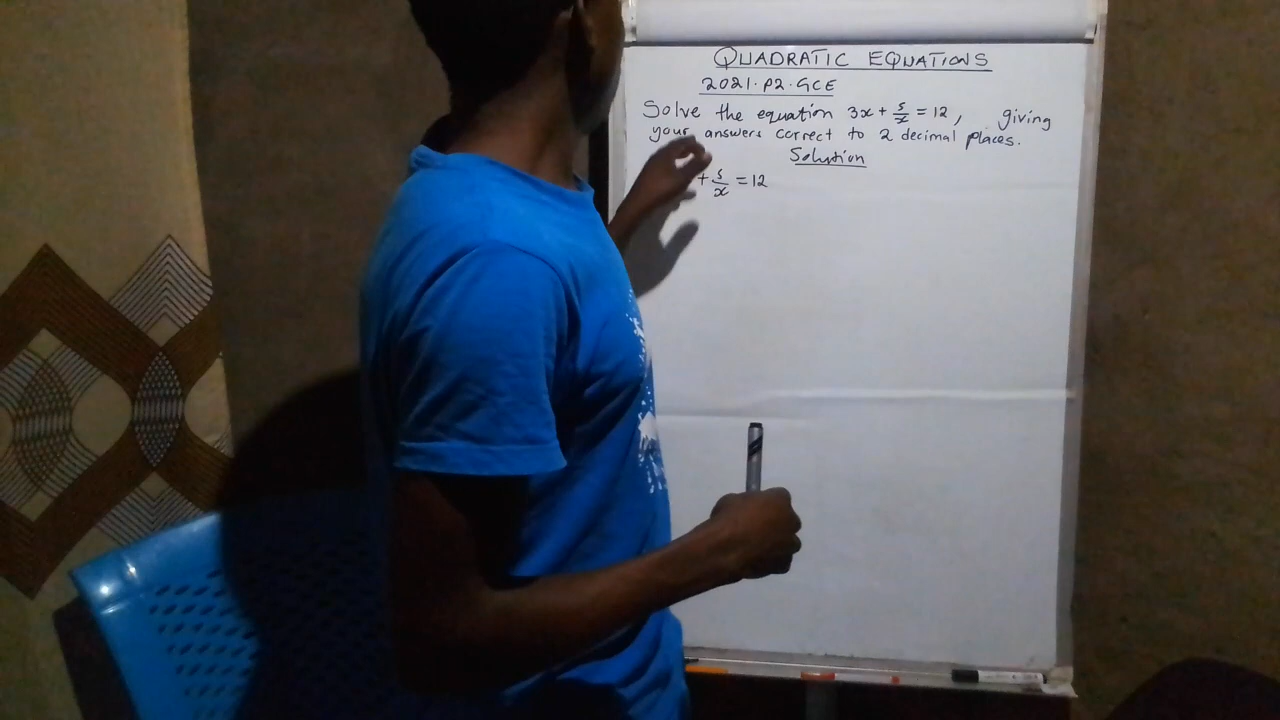 QUADRATIC EQUATIONS
2021. P2. GCE
Solve the equation 3x + 5/x = 12, giving
your answers correct to 2 decimal places.
Solution
+ 5/x = 12